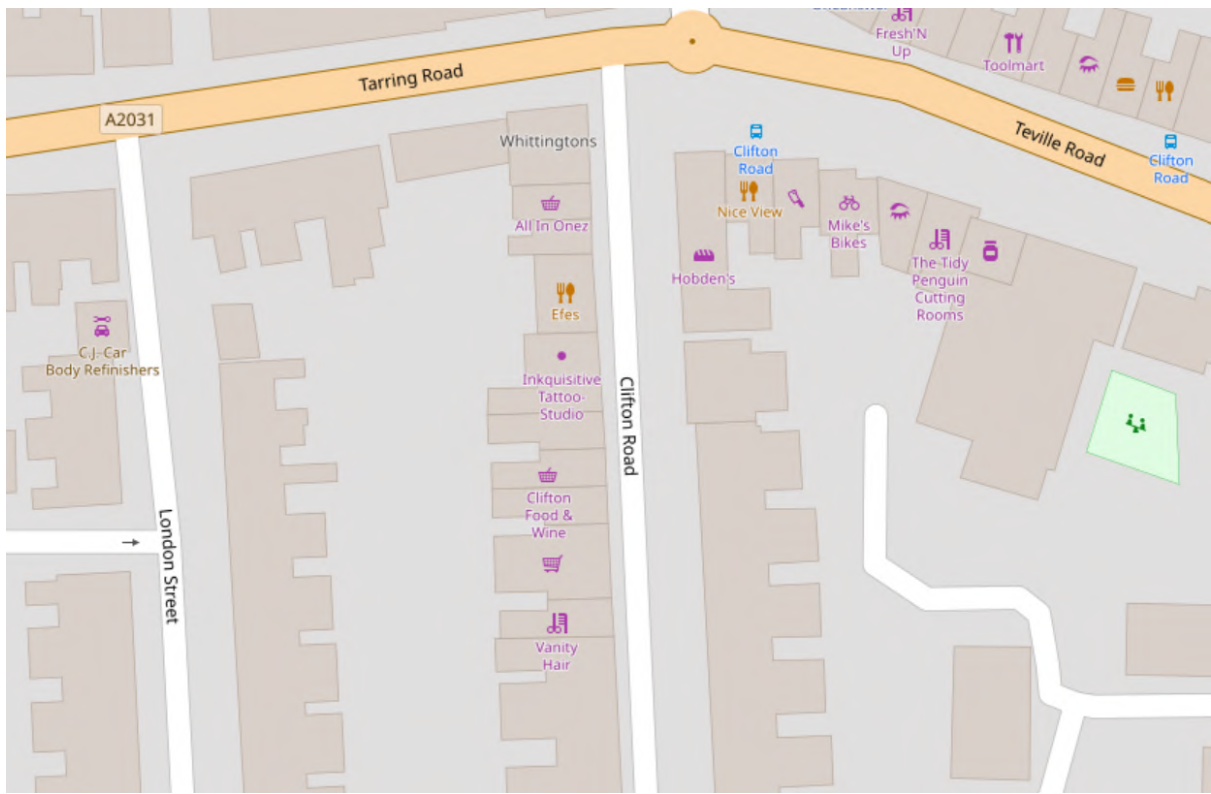 Fresh'N
Up
Toolmart
Tarring Road
A2031
Teville Road
Whittingtons
Clifton
Road
Clifton
Road
All In Onez
Nice View
Mike's
Bikes
Hobden's
The Tidy
Penguin
Cutting
Rooms
Efes
C.J. Car
Body Refinishers
Inkquisitive
Tattoo-
Studio
Clifton Road
Clifton
Food &
Wine
London Street
Vanity
Hair